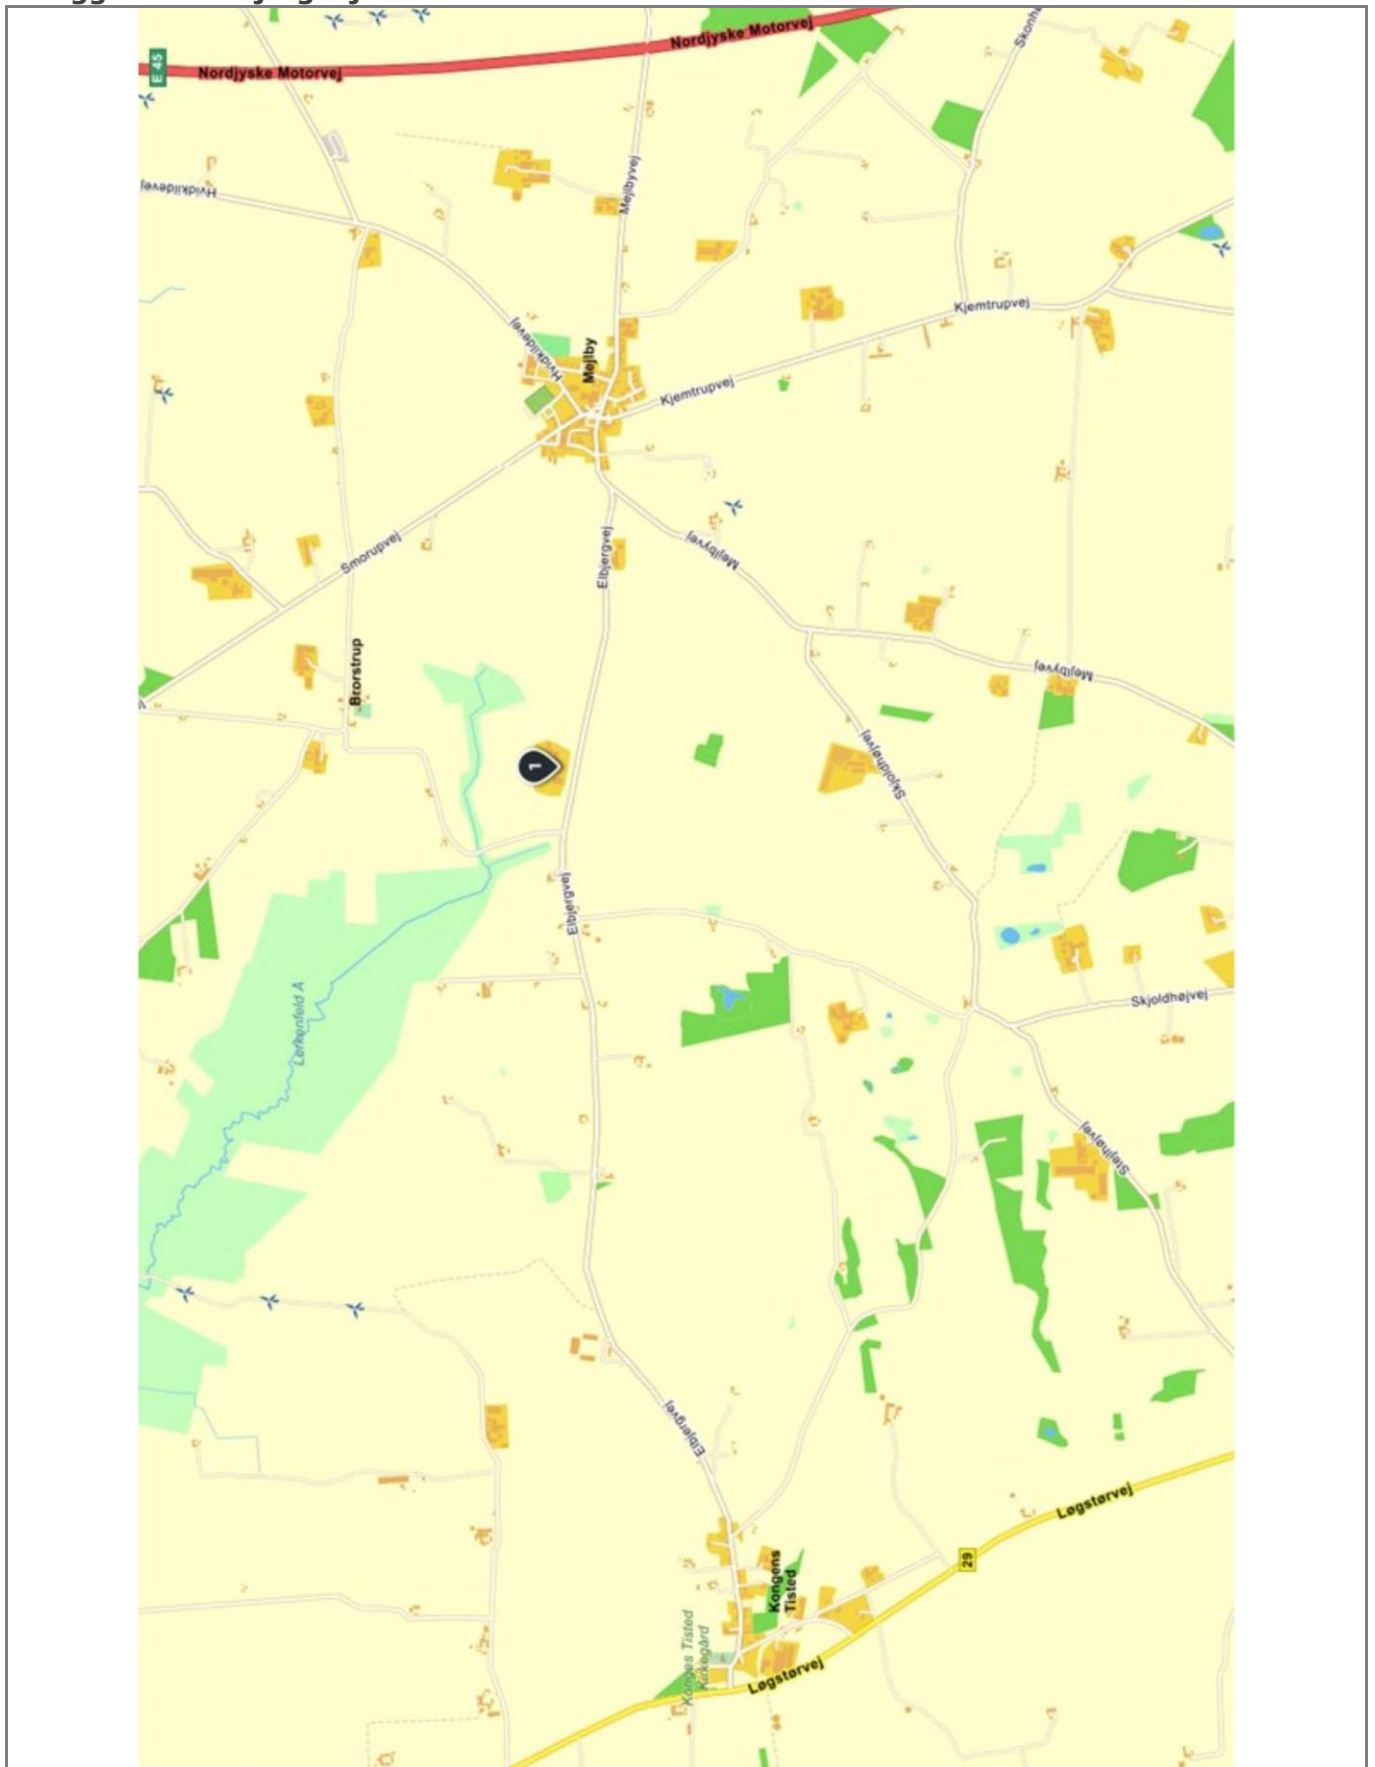 Nordjyske Motorvej
E 45
Nordjyske Motorvej
Hvidkildevej
Mejlbyvej
Kjemtrupvej
Hvidkildevej
Mejlby
Kjemtrupvej
Smorupvej
Elbjergvej
Mejlbyvej
Brorstrup
Mejlbyvej
1
Skjoldhøjvej
Elbjergvej
Lerkenfeld A
Skjoldhøjvej
Stejlhøjvej
Elbjergvej
Løgstørvej
29
Kongens
Tisted
Konges Tisted
Kirkegård
Løgstørvej